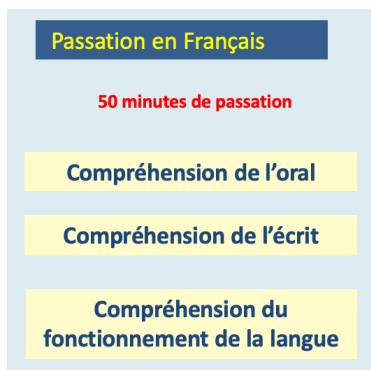 Passation en Français
50 minutes de passation
Compréhension de l’oral
Compréhension de l’écrit
Compréhension du
fonctionnement de la langue